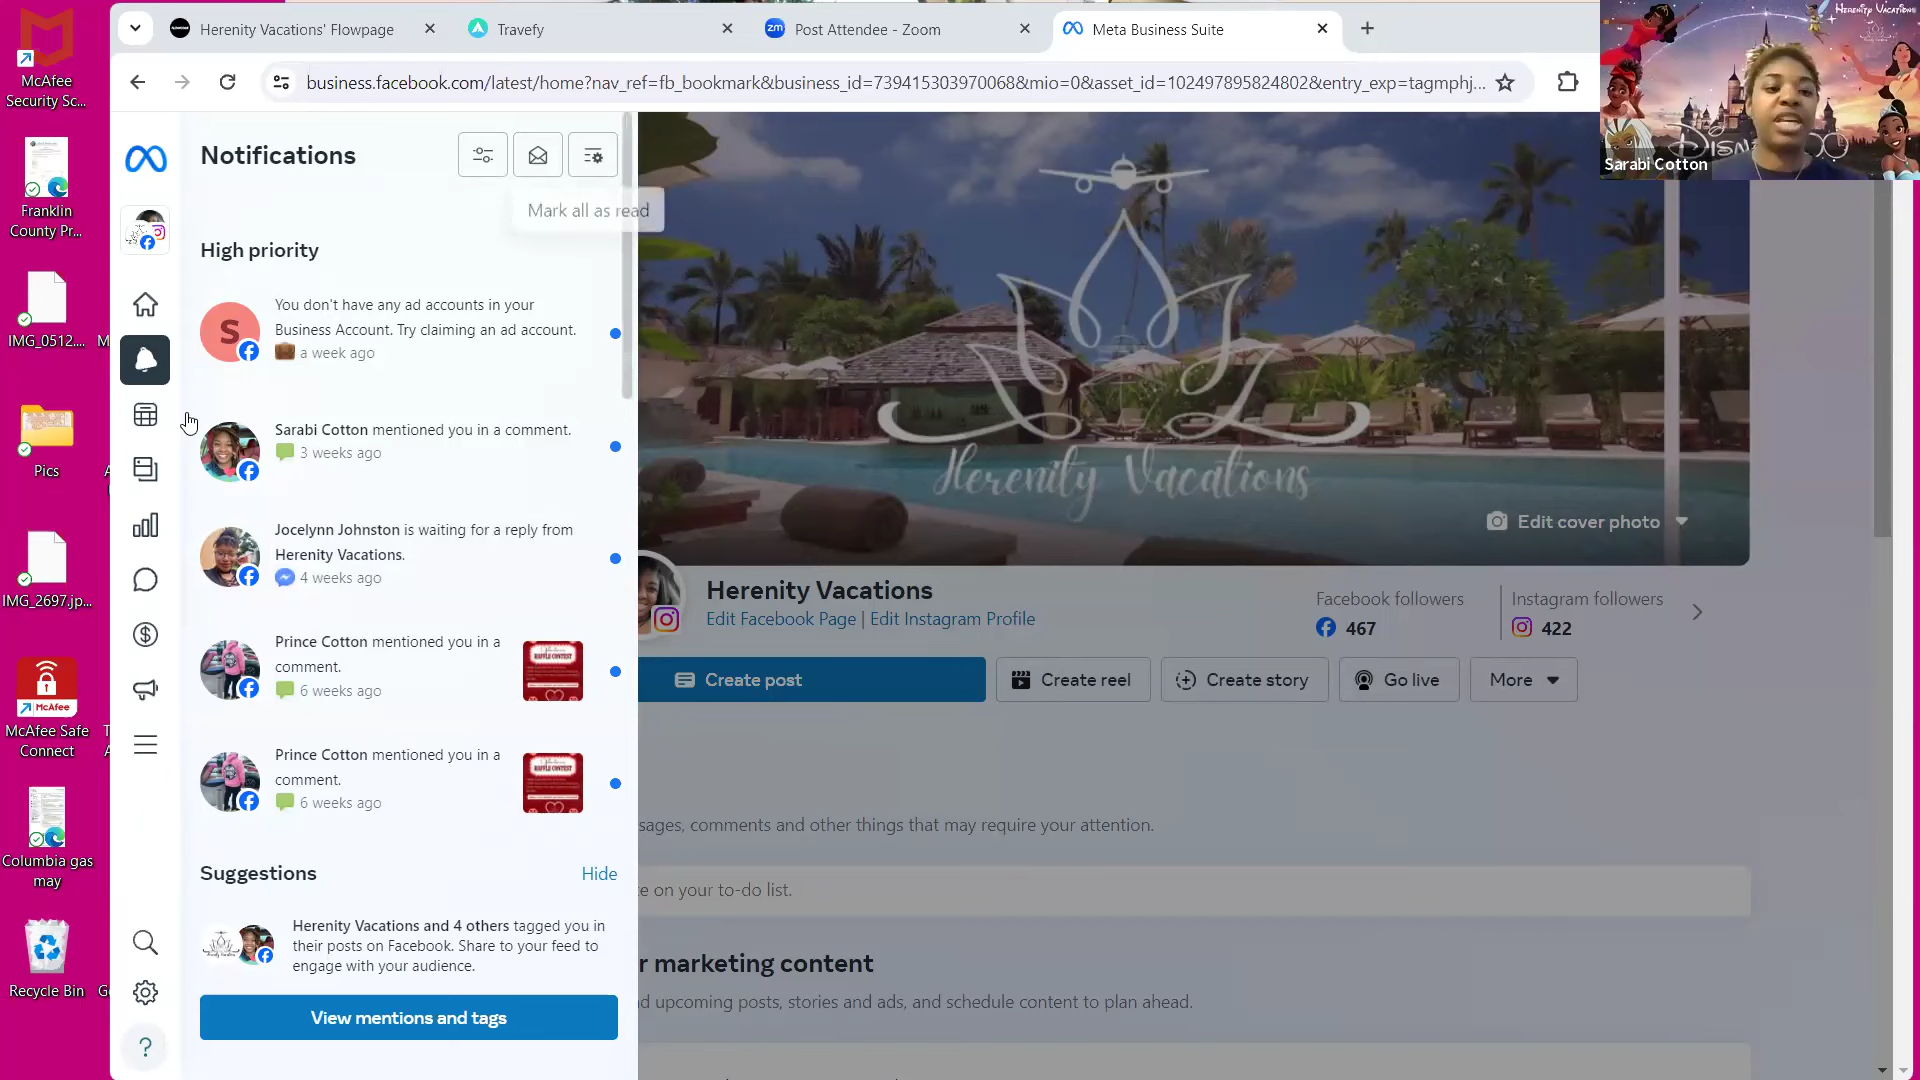 Herenity Vacations' Flowpage
Travefy
Post Attendee - Zoom
Meta Business Suite
business.facebook.com/latest/home?nav_ref=fb_bookmark&business_id=739415303970068&mio=0&asset_id=102497895824802&entry_exp=tagmphj...
McAfee
Security Sc...
Franklin
County Pr...
IMG_0512....
Pics
IMG_2697.jp...
McAfee
McAfee Safe
Connect
Columbia gas
may
Recycle Bin
Notifications
Mark all as read
High priority
S
You don't have any ad accounts in your
Business Account. Try claiming an ad account.
a week ago
Sarabi Cotton mentioned you in a comment.
3 weeks ago
Jocelynn Johnston is waiting for a reply from
Herenity Vacations.
4 weeks ago
Prince Cotton mentioned you in a
comment.
6 weeks ago
RAFFLE CONTEST
Prince Cotton mentioned you in a
comment.
6 weeks ago
RAFFLE CONTEST
Suggestions
Hide
Herenity Vacations and 4 others tagged you in
their posts on Facebook. Share to your feed to
engage with your audience.
View mentions and tags
Herenity Vacations
Edit cover photo
Herenity Vacations
Edit Facebook Page | Edit Instagram Profile
Facebook followers
467
Instagram followers
422
Create post
Create reel
Create story
Go live
More
sages, comments and other things that may require your attention.
e on your to-do list.
r marketing content
d upcoming posts, stories and ads, and schedule content to plan ahead.
Herenity Vacations
Sarabi Cotton